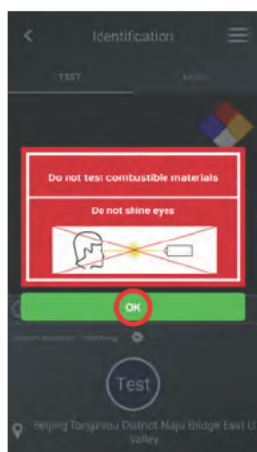 Identification
TEST
Do not test combustible materials
Do not shine eyes
OK
Test
Beijing Tongzhou District Naju Bridge East U
Valley